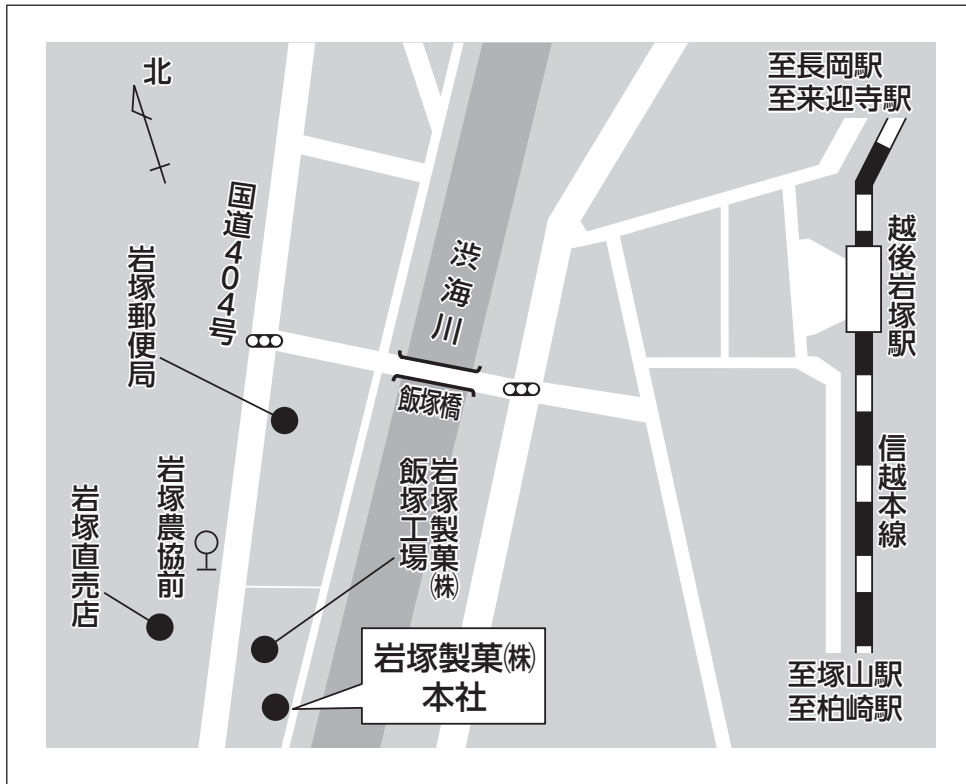 北
至長岡駅
至来迎寺駅
国道404号
渋海川
越後岩塚駅
岩塚郵便局
飯塚橋
信越本線
岩塚製菓㈱
飯塚工場
岩塚農協前
岩塚直売店
岩塚製菓㈱
本社
至塚山駅
至柏崎駅